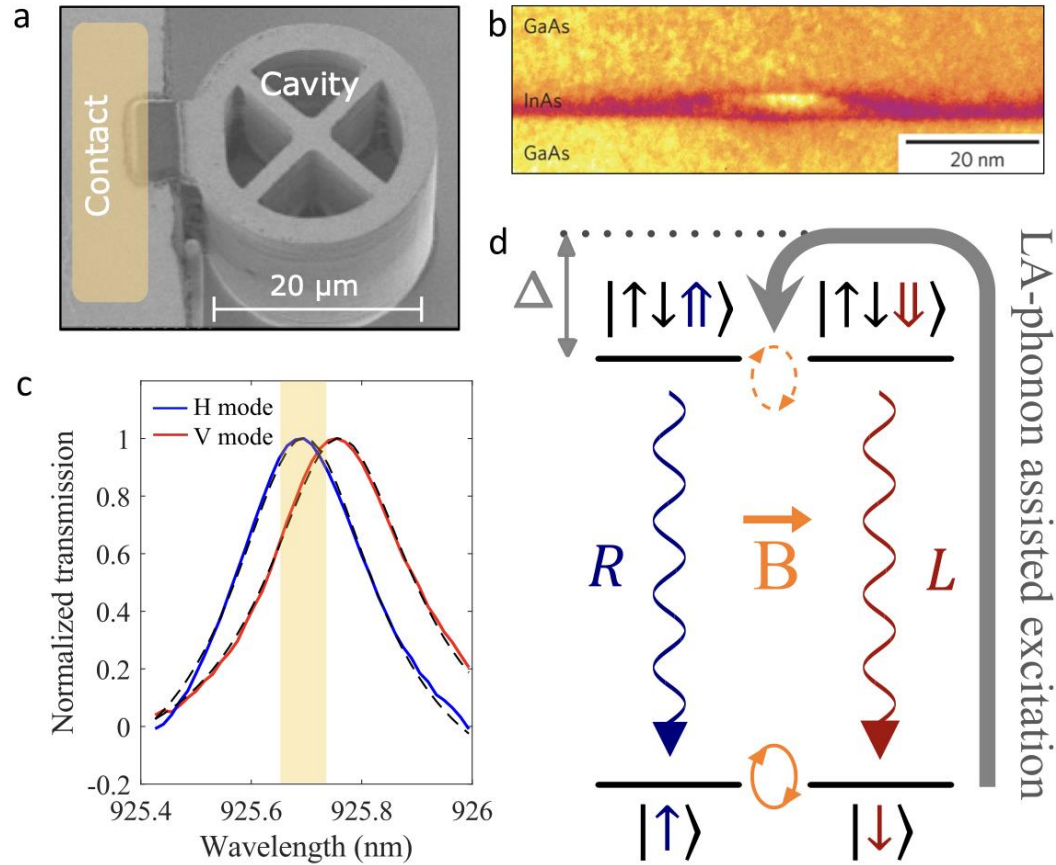 a
Contact
Cavity
20 μm
b
GaAs
InAs
GaAs
20 nm
c
H mode
V mode
Normalized transmission
1
0.8
0.6
0.4
0.2
0
-0.2
925.4
925.6
925.8
926
Wavelength (nm)
d
Δ
|↑↓⇑⟩
|↑↓⇓⟩
R
B
L
|↑⟩
|↓⟩
LA-phonon assisted excitation